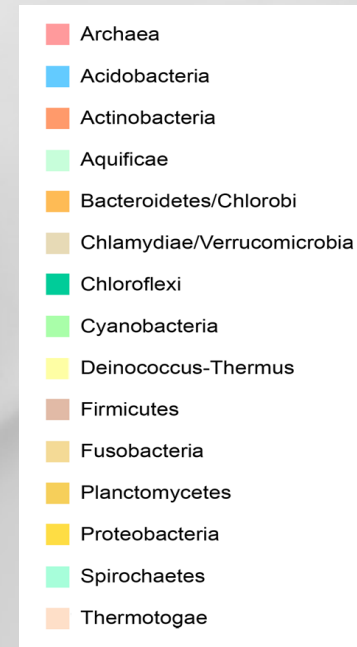 Archaea
Acidobacteria
Actinobacteria
Aquificae
Bacteroidetes/Chlorobi
Chlamydiae/Verrucomicrobia
Chloroflexi
Cyanobacteria
Deinococcus-Thermus
Firmicutes
Fusobacteria
Planctomycetes
Proteobacteria
Spirochaetes
Thermotogae